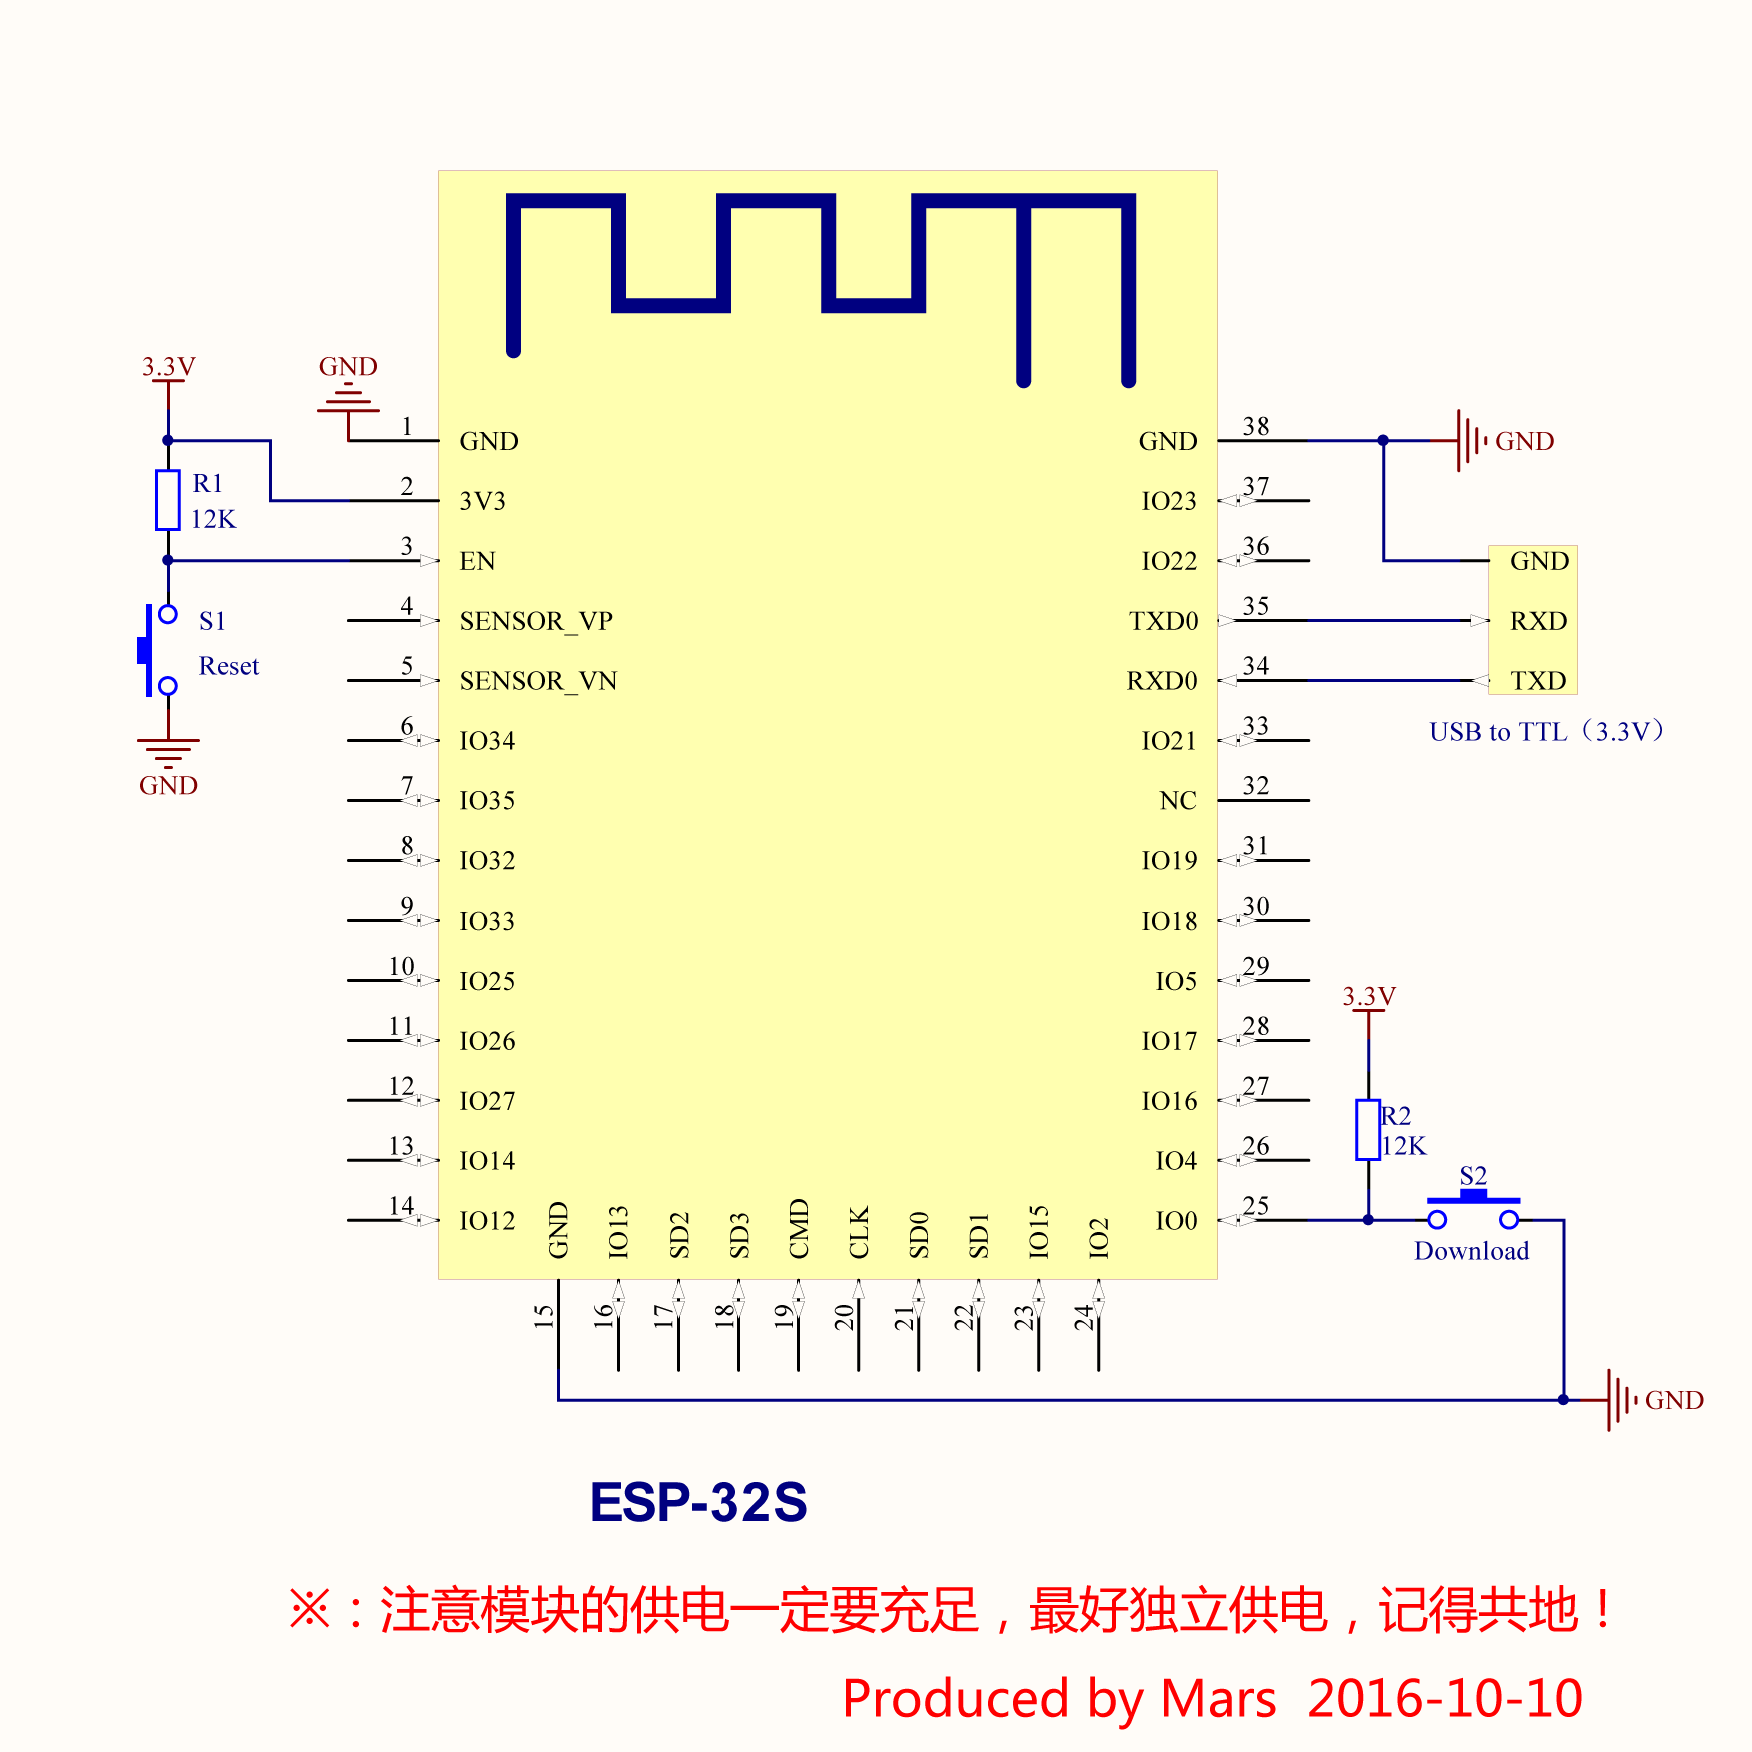 3.3V
GND
R1
12K
S1
Reset
GND
1 GND
2 3V3
3 EN
4 SENSOR_VP
5 SENSOR_VN
6 IO34
7 IO35
8 IO32
9 IO33
10 IO25
11 IO26
12 IO27
13 IO14
14 IO12
GND 15
IO13 16
SD2 17
SD3 18
CMD 19
CLK 20
SD0 21
SD1 22
IO15 23
IO2 24
GND 38
IO23 37
IO22 36
TXD0 35
RXD0 34
IO21 33
NC 32
IO19 31
IO18 30
IO5 29
IO17 28
IO16 27
IO4 26
IO0 25
GND
GND
RXD
TXD
USB to TTL（3.3V）
3.3V
R2
12K
S2
Download
GND
ESP-32S
※：注意模块的供电一定要充足，最好独立供电，记得共地！
Produced by Mars 2016-10-10